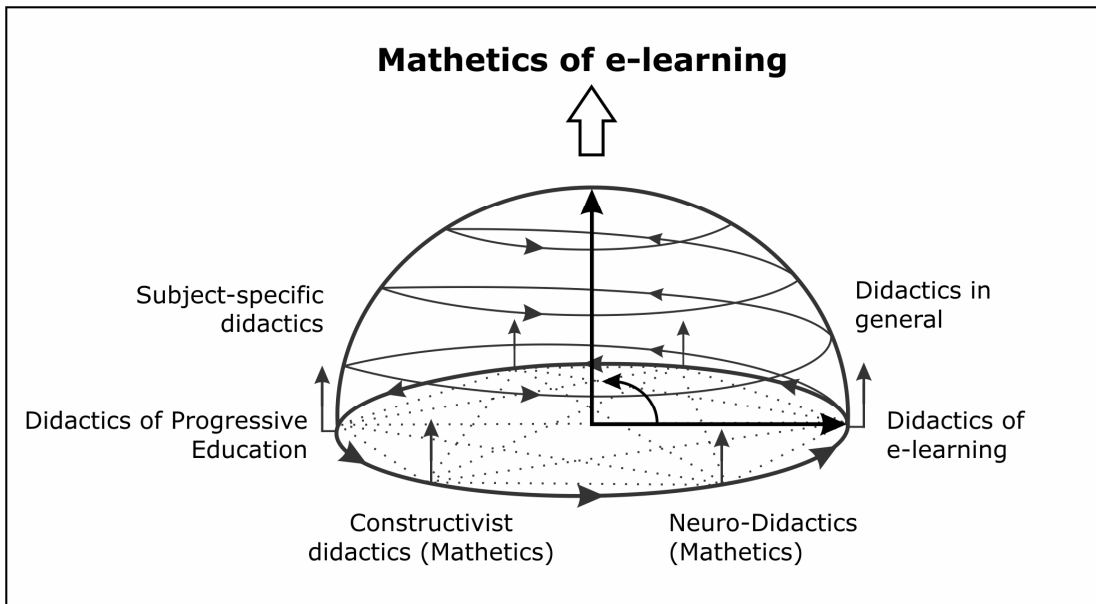 Mathetics of e-learning
Subject-specific
didactics
Didactics in
general
Didactics of Progressive
Education
Didactics of
e-learning
Constructivist
didactics (Mathetics)
Neuro-Didactics
(Mathetics)